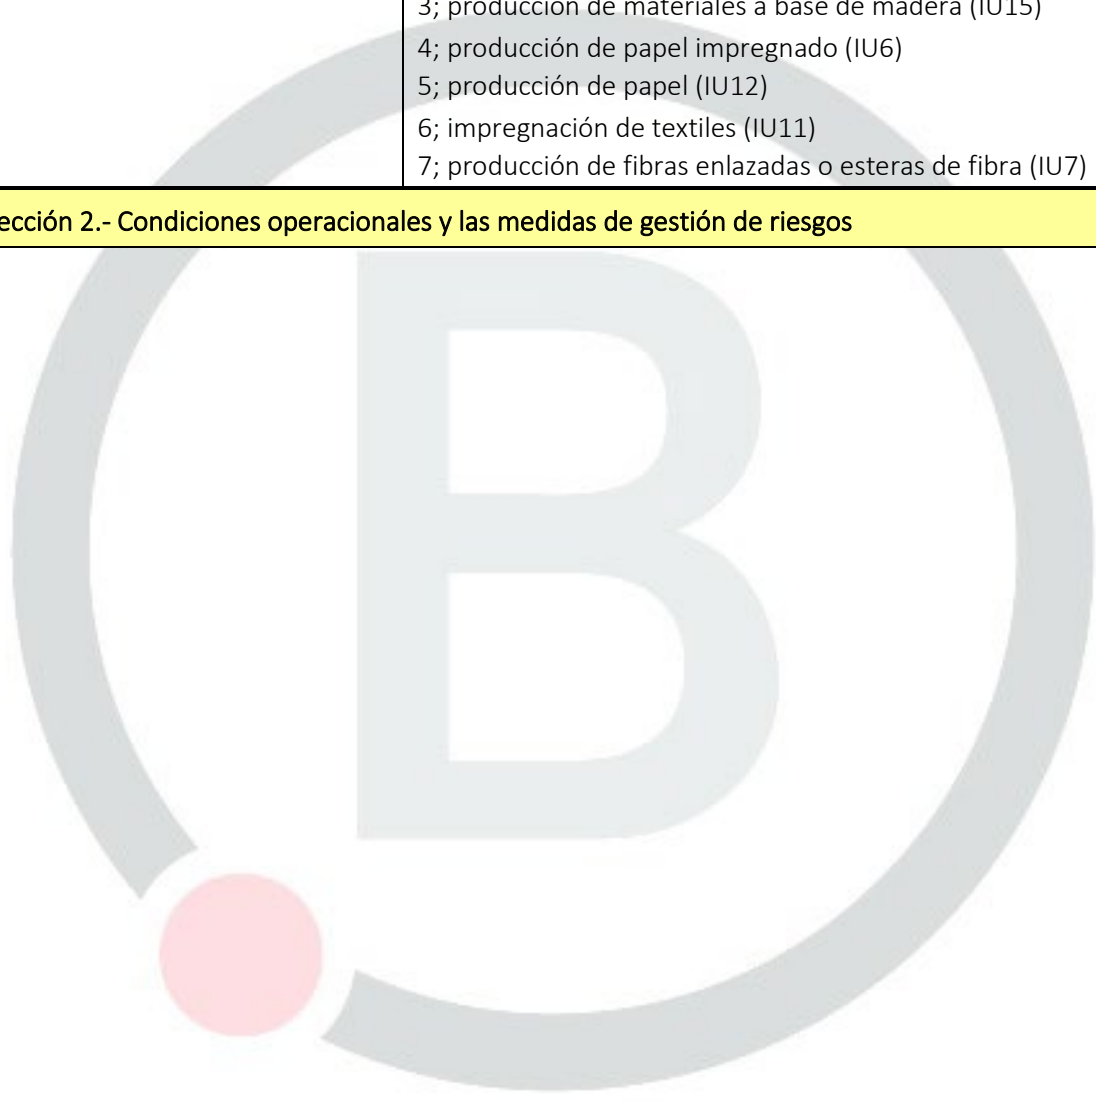 3; producción de materiales a base de madera (IU15)
4; producción de papel impregnado (IU6)
5; producción de papel (IU12)
6; impregnación de textiles (IU11)
7; producción de fibras enlazadas o esteras de fibra (IU7)
ección 2.- Condiciones operacionales y las medidas de gestión de riesgos
B